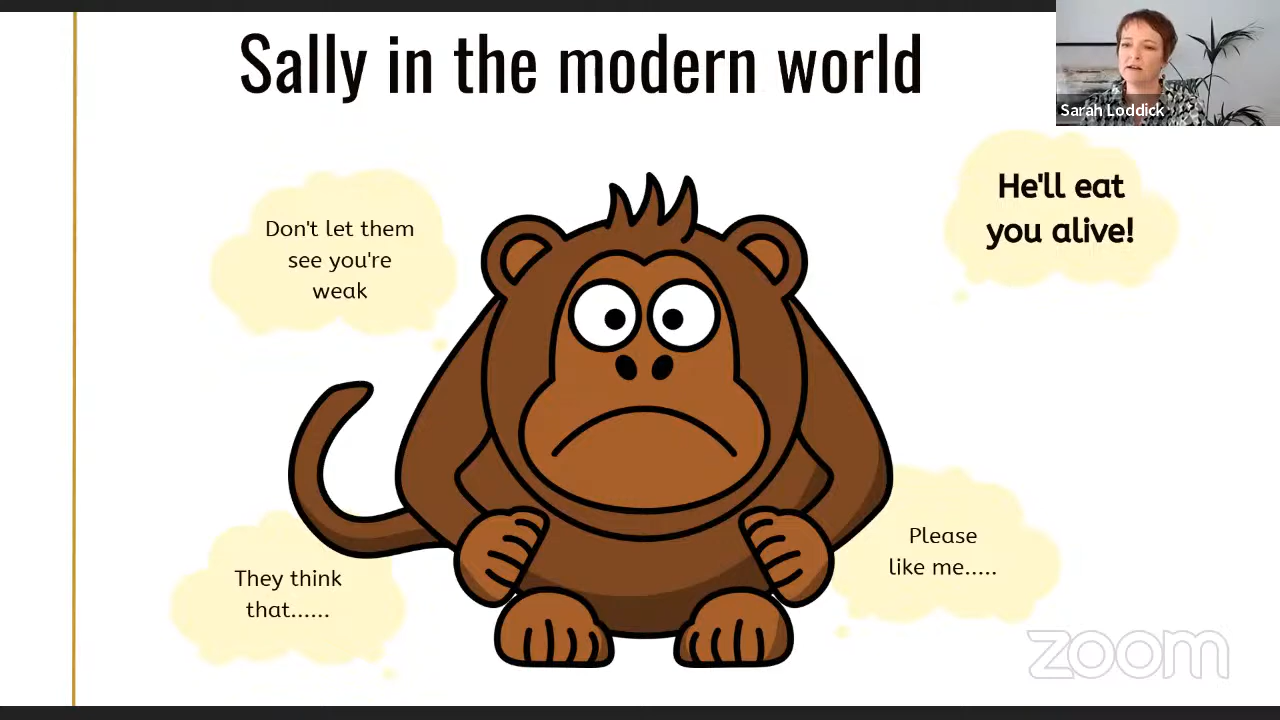 Sally in the modern world
Sarah Loddick
He'll eat
you alive!
Don't let them
see you're
weak
Please
like me.....
They think
that......
zoom